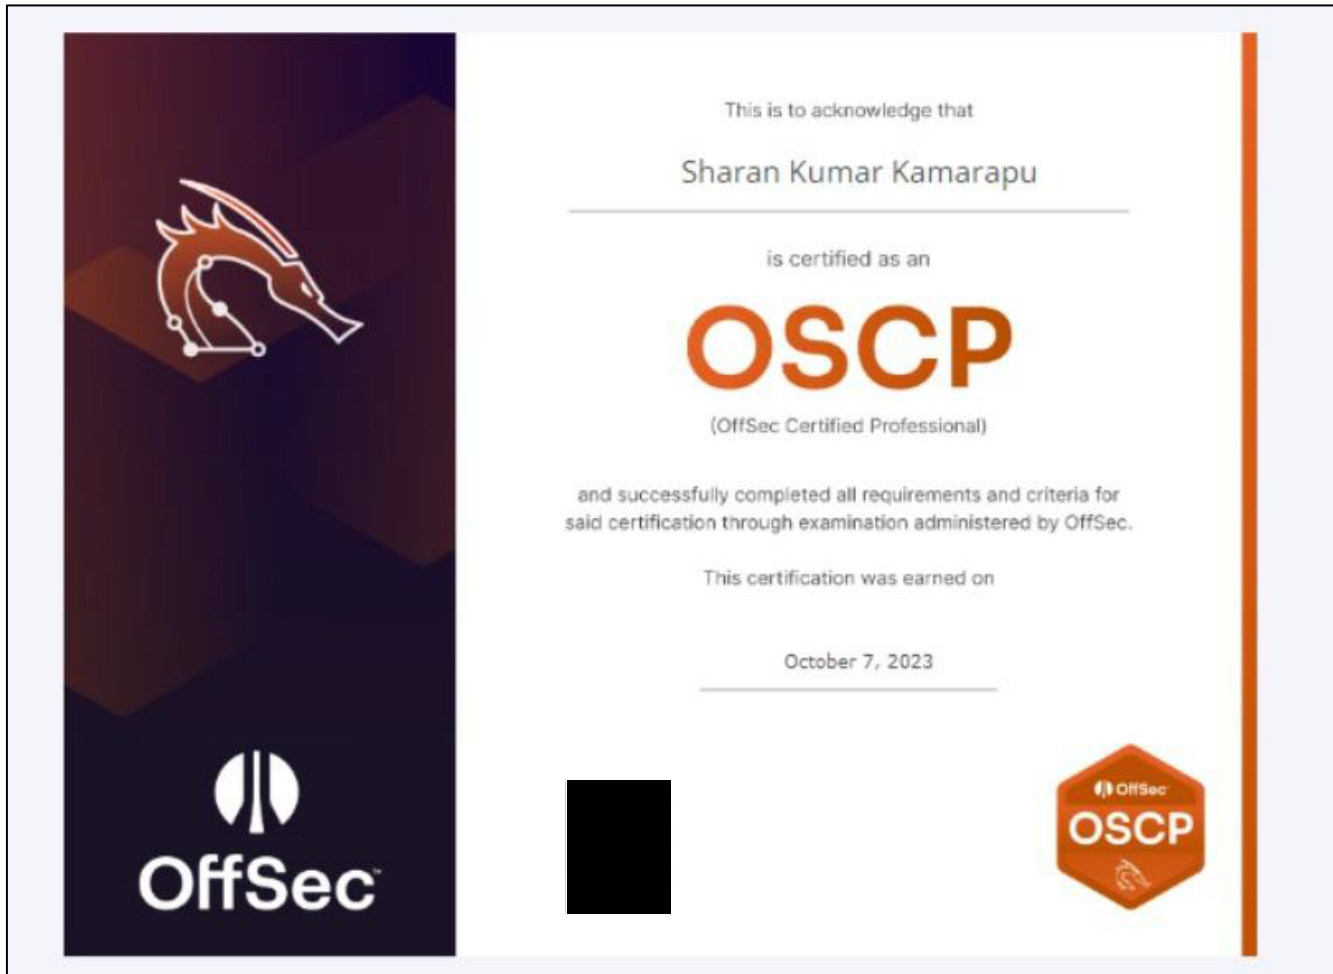 This is to acknowledge that
Sharan Kumar Kamarapu
is certified as an
OSCP
(OffSec Certified Professional)
and successfully completed all requirements and criteria for
said certification through examination administered by OffSec.
This certification was earned on
October 7, 2023
OffSec™
OffSec
OSCP